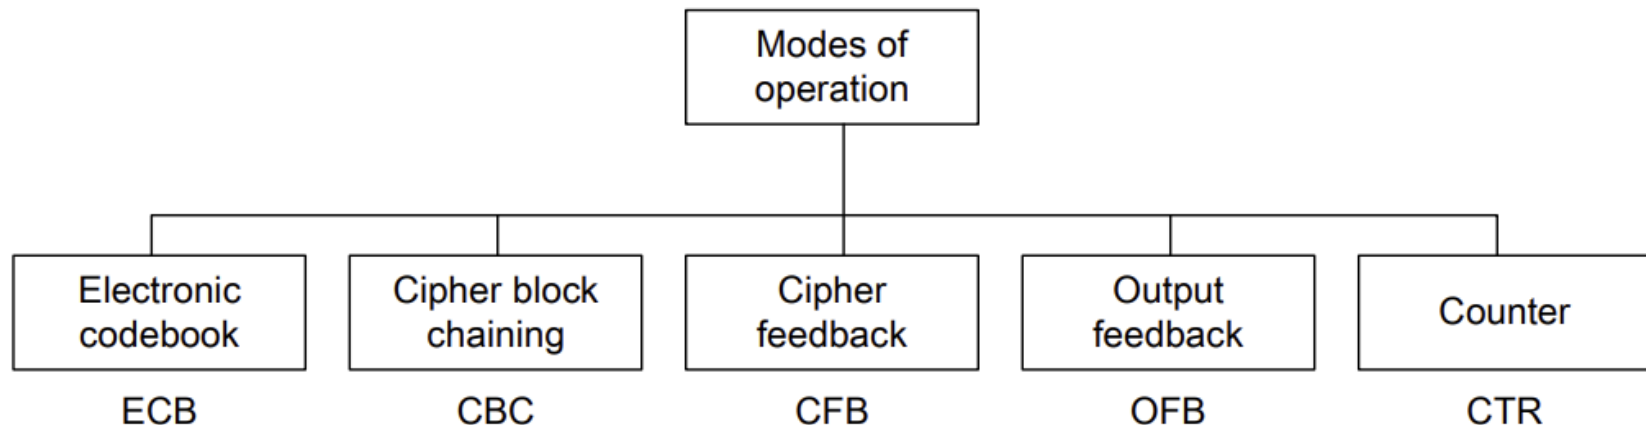 Modes of
operation
Electronic
codebook
Cipher block
chaining
Cipher
feedback
Output
feedback
Counter
ECB
CBC
CFB
OFB
CTR